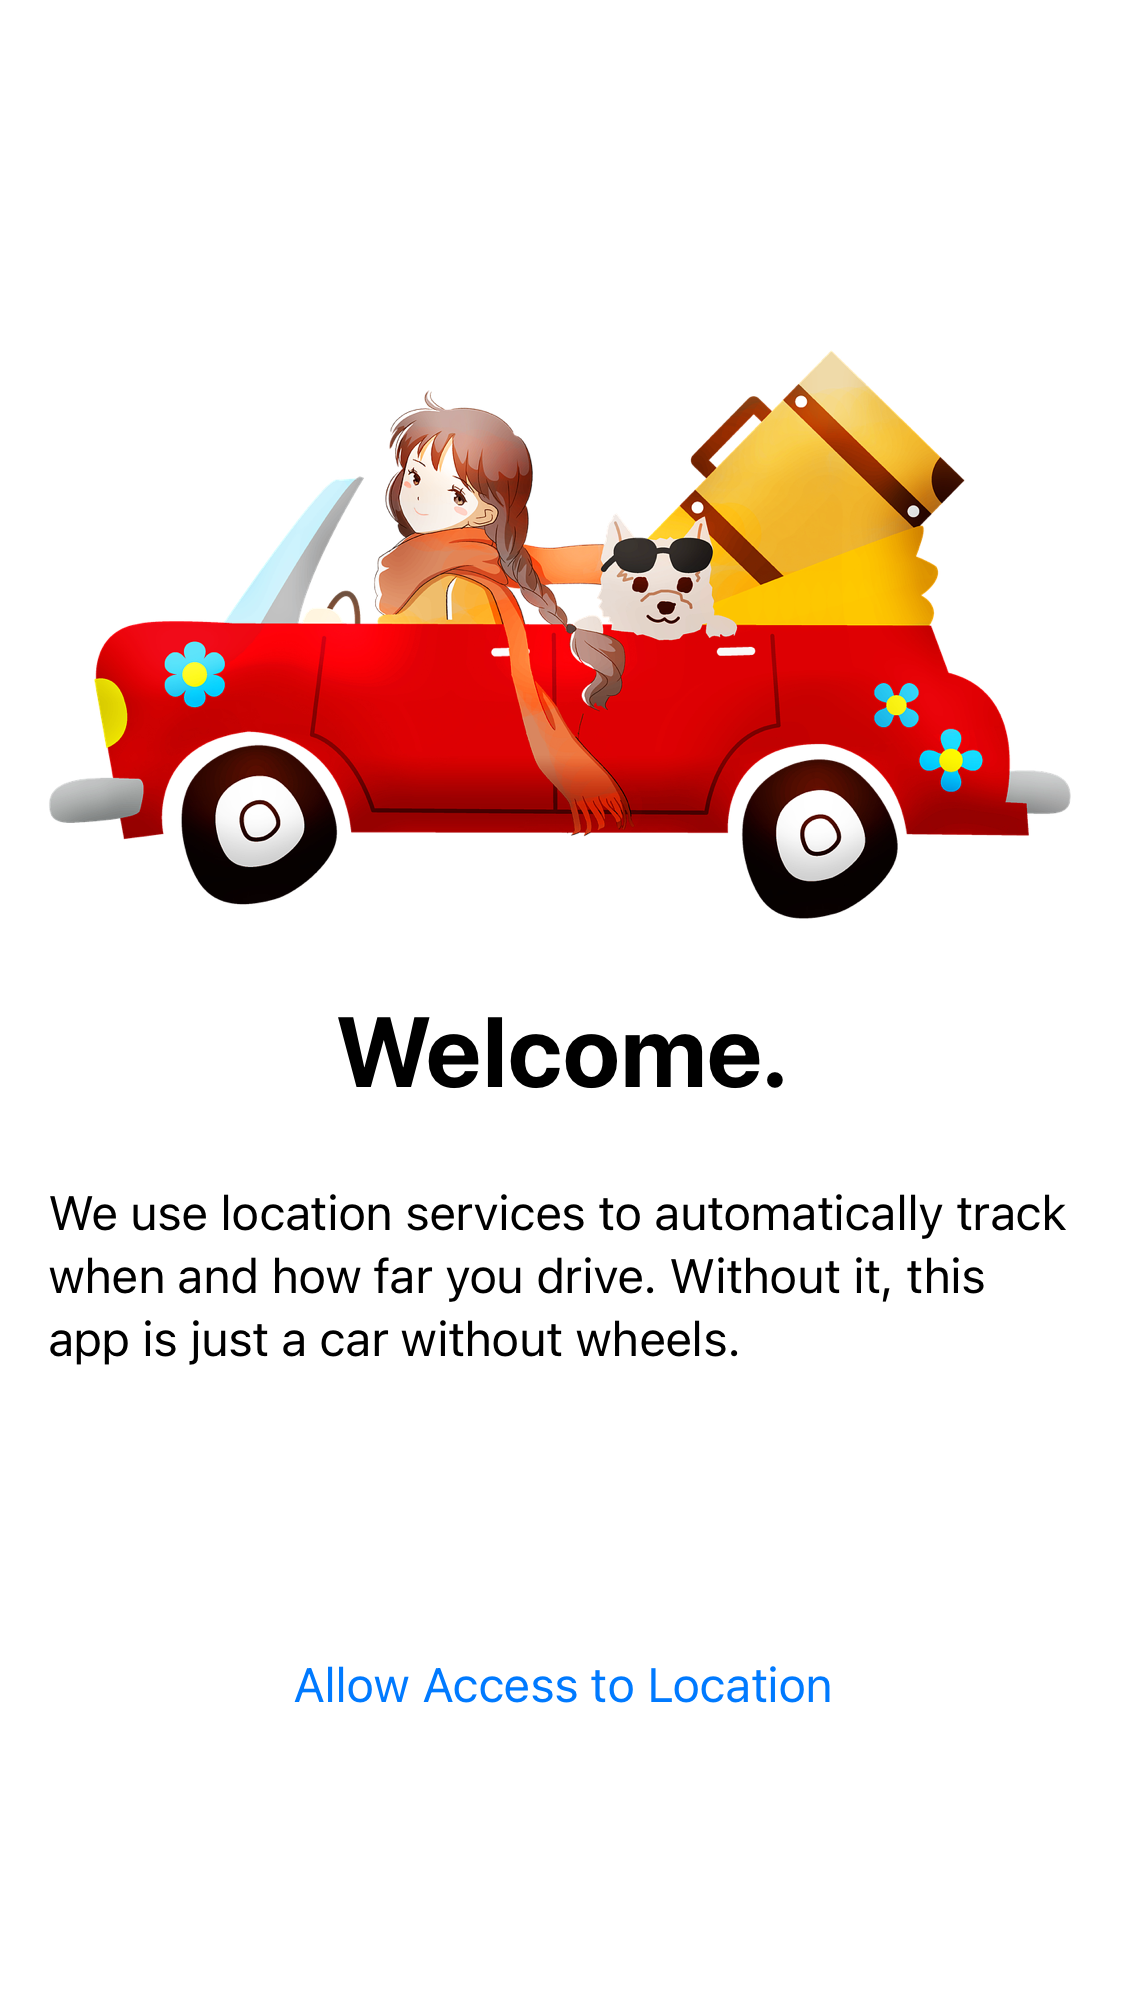 Welcome.
We use location services to automatically track
when and how far you drive. Without it, this
app is just a car without wheels.
Allow Access to Location